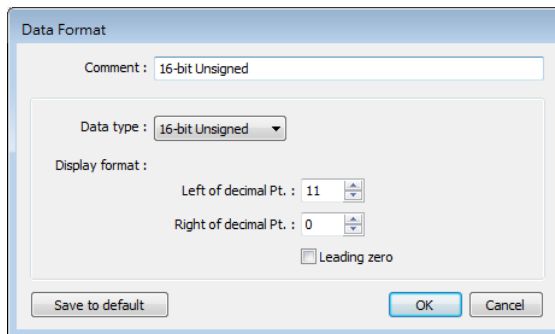 Data Format
Comment : 16-bit Unsigned
Data type : 16-bit Unsigned
Display format :
Left of decimal Pt. : 11
Right of decimal Pt. : 0
Leading zero
Save to default OK Cancel